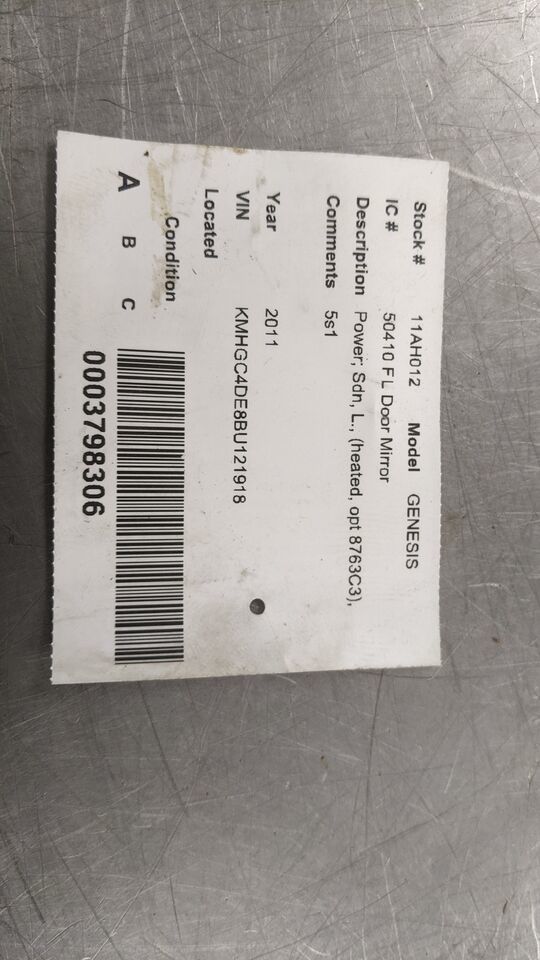 Stock # 11AH012 Model GENESIS
IC # 50410 FL Door Mirror
Description Power; Sdn, L., (heated, opt 8763C3),
Comments 5s1
Year 2011
VIN KMHGC4DE8BU121918
Located
Condition
A B C
0003798306